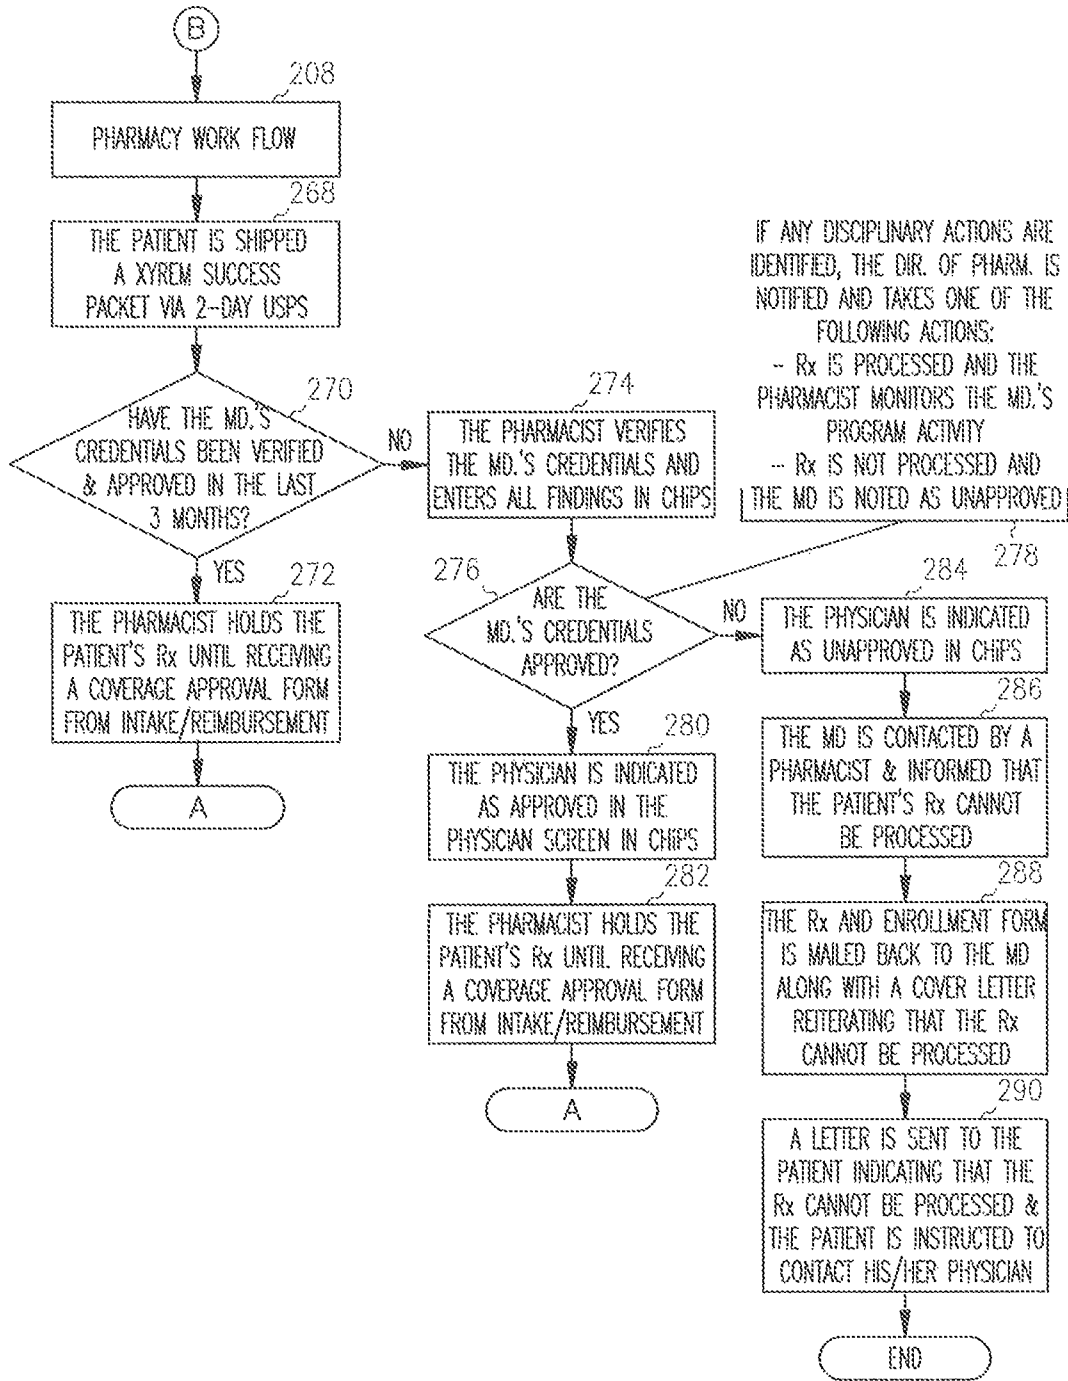 B
208
PHARMACY WORK FLOW
268
THE PATIENT IS SHIPPED
A XYREM SUCCESS
PACKET VIA 2-DAY USPS
270
HAVE THE MD.'S
CREDENTIALS BEEN VERIFIED
& APPROVED IN THE LAST
3 MONTHS?
NO
YES
272
THE PHARMACIST HOLDS THE
PATIENT'S Rx UNTIL RECEIVING
A COVERAGE APPROVAL FORM
FROM INTAKE/REIMBURSEMENT
A
274
THE PHARMACIST VERIFIES
THE MD.'S CREDENTIALS AND
ENTERS ALL FINDINGS IN CHIPS
IF ANY DISCIPLINARY ACTIONS ARE
IDENTIFIED, THE DIR. OF PHARM. IS
NOTIFIED AND TAKES ONE OF THE
FOLLOWING ACTIONS:
-- Rx IS PROCESSED AND THE
PHARMACIST MONITORS THE MD.'S
PROGRAM ACTIVITY
-- Rx IS NOT PROCESSED AND
THE MD IS NOTED AS UNAPPROVED
278
276
ARE THE
MD.'S CREDENTIALS
APPROVED?
NO
YES
280
THE PHYSICIAN IS INDICATED
AS APPROVED IN THE
PHYSICIAN SCREEN IN CHIPS
282
THE PHARMACIST HOLDS THE
PATIENT'S Rx UNTIL RECEIVING
A COVERAGE APPROVAL FORM
FROM INTAKE/REIMBURSEMENT
A
284
THE PHYSICIAN IS INDICATED
AS UNAPPROVED IN CHIPS
286
THE MD IS CONTACTED BY A
PHARMACIST & INFORMED THAT
THE PATIENT'S Rx CANNOT
BE PROCESSED
288
THE Rx AND ENROLLMENT FORM
IS MAILED BACK TO THE MD
ALONG WITH A COVER LETTER
REITERATING THAT THE Rx
CANNOT BE PROCESSED
290
A LETTER IS SENT TO THE
PATIENT INDICATING THAT THE
Rx CANNOT BE PROCESSED &
THE PATIENT IS INSTRUCTED TO
CONTACT HIS/HER PHYSICIAN
END